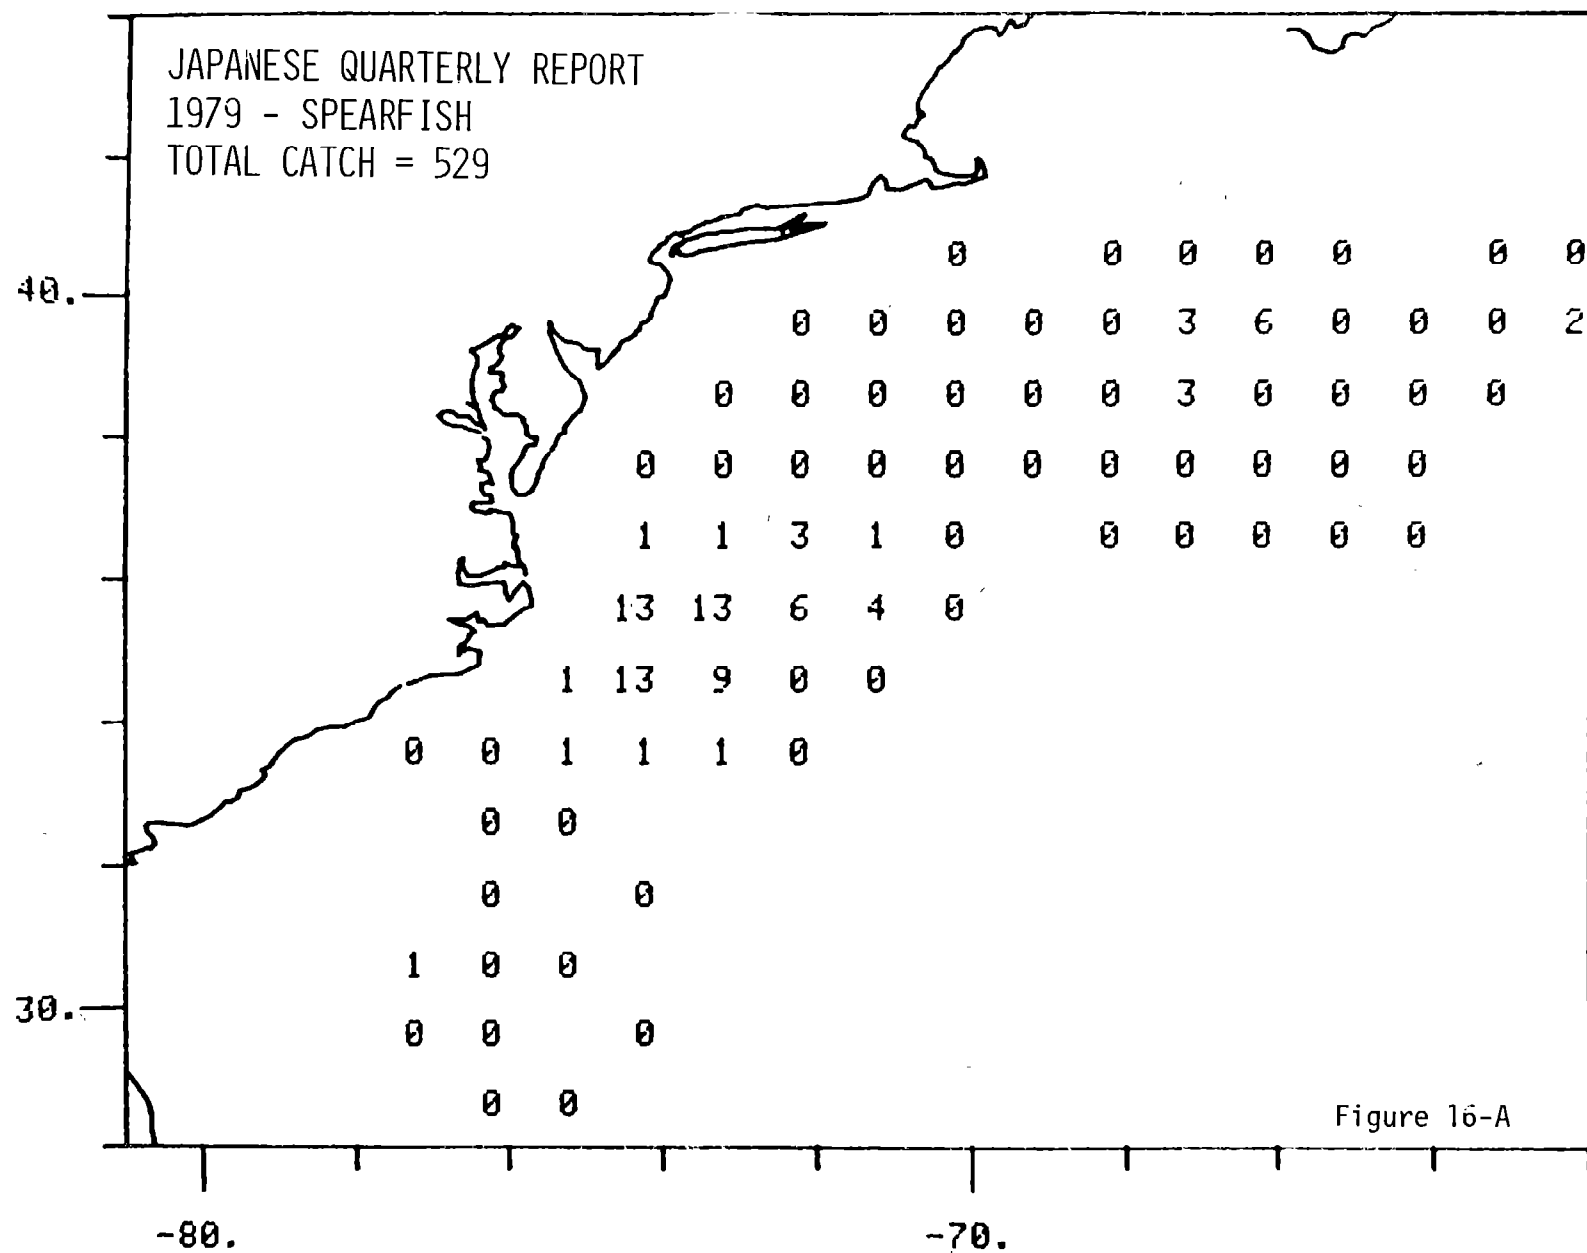 JAPANESE QUARTERLY REPORT
1979 - SPEARFISH
TOTAL CATCH = 529
0 0 0 0 0 0 0
40.
0 0 0 0 0 3 6 0 0 0 2
0 0 0 0 0 0 3 0 0 0 0
0 0 0 0 0 0 0 0 0 0 0
1 1 3 1 0 0 0 0 0 0
13 13 6 4 0
1 13 9 0 0
0 0 1 1 1 0
0 0
0 0
1 0 0
30.
0 0 0
0 0
Figure 16-A
-80. -70.